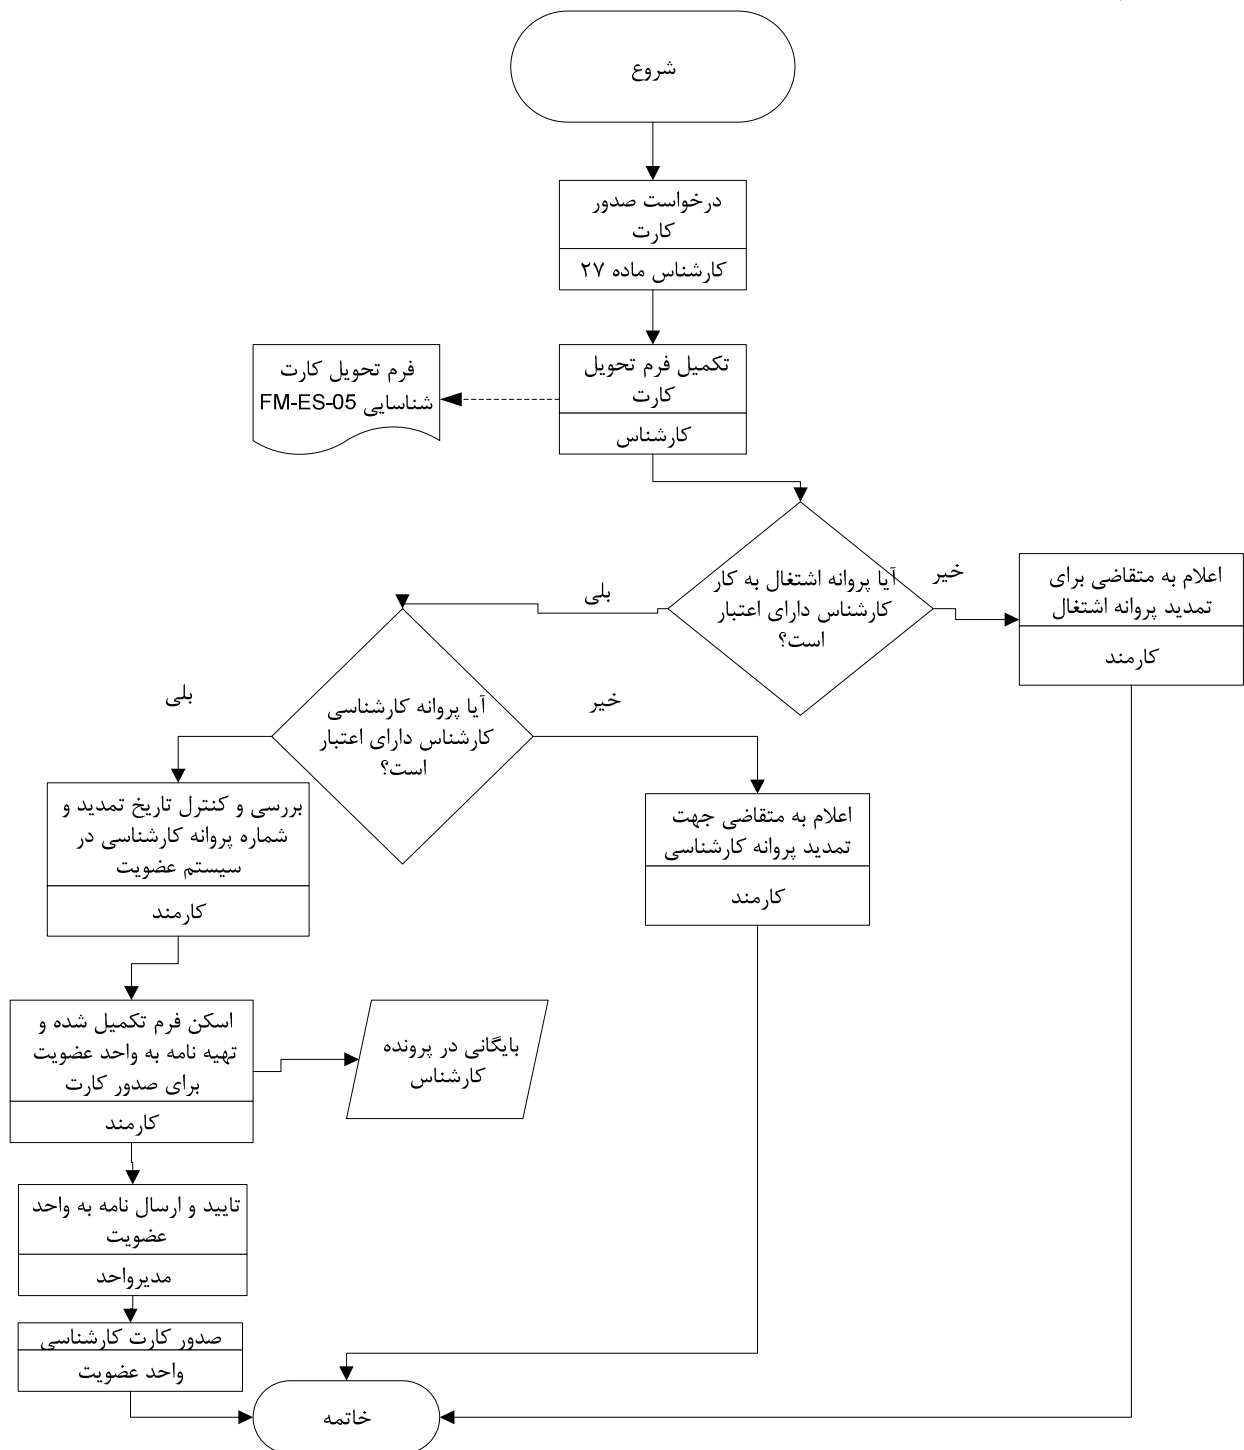 شروع
درخواست صدور
کارت
کارشناس ماده ۲۷
تکمیل فرم تحویل
کارت
کارشناس
فرم تحویل کارت
شناسایی FM-ES-05
آیا پروانه اشتغال به کار
کارشناس دارای اعتبار
است؟
خیر
اعلام به متقاضی برای
تمدید پروانه اشتغال
کارمند
بلی
آیا پروانه کارشناسی
کارشناس دارای اعتبار
است؟
خیر
اعلام به متقاضی جهت
تمدید پروانه کارشناسی
کارمند
بلی
بررسی و کنترل تاریخ تمدید و
شماره پروانه کارشناسی در
سیستم عضویت
کارمند
اسکن فرم تکمیل شده و
تهیه نامه به واحد عضویت
برای صدور کارت
کارمند
بایگانی در پرونده
کارشناس
تایید و ارسال نامه به واحد
عضویت
مدیرواحد
صدور کارت کارشناسی
واحد عضویت
خاتمه